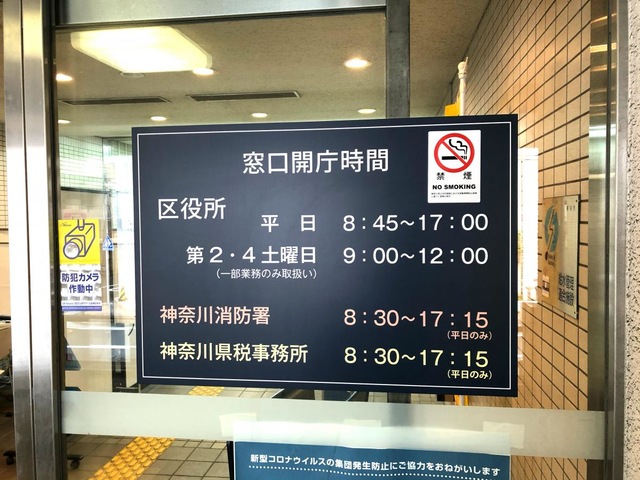 窓口開庁時間
禁煙
NO SMOKING
区役所
平日 8：45～17：00
第2・4土曜日 9：00～12：00
（一部業務のみ取扱い）
神奈川消防署 8：30～17：15
（平日のみ）
神奈川県税事務所 8：30～17：15
（平日のみ）
防犯カメラ
作動中
新型コロナウイルスの集団発生防止にご協力をおねがいします